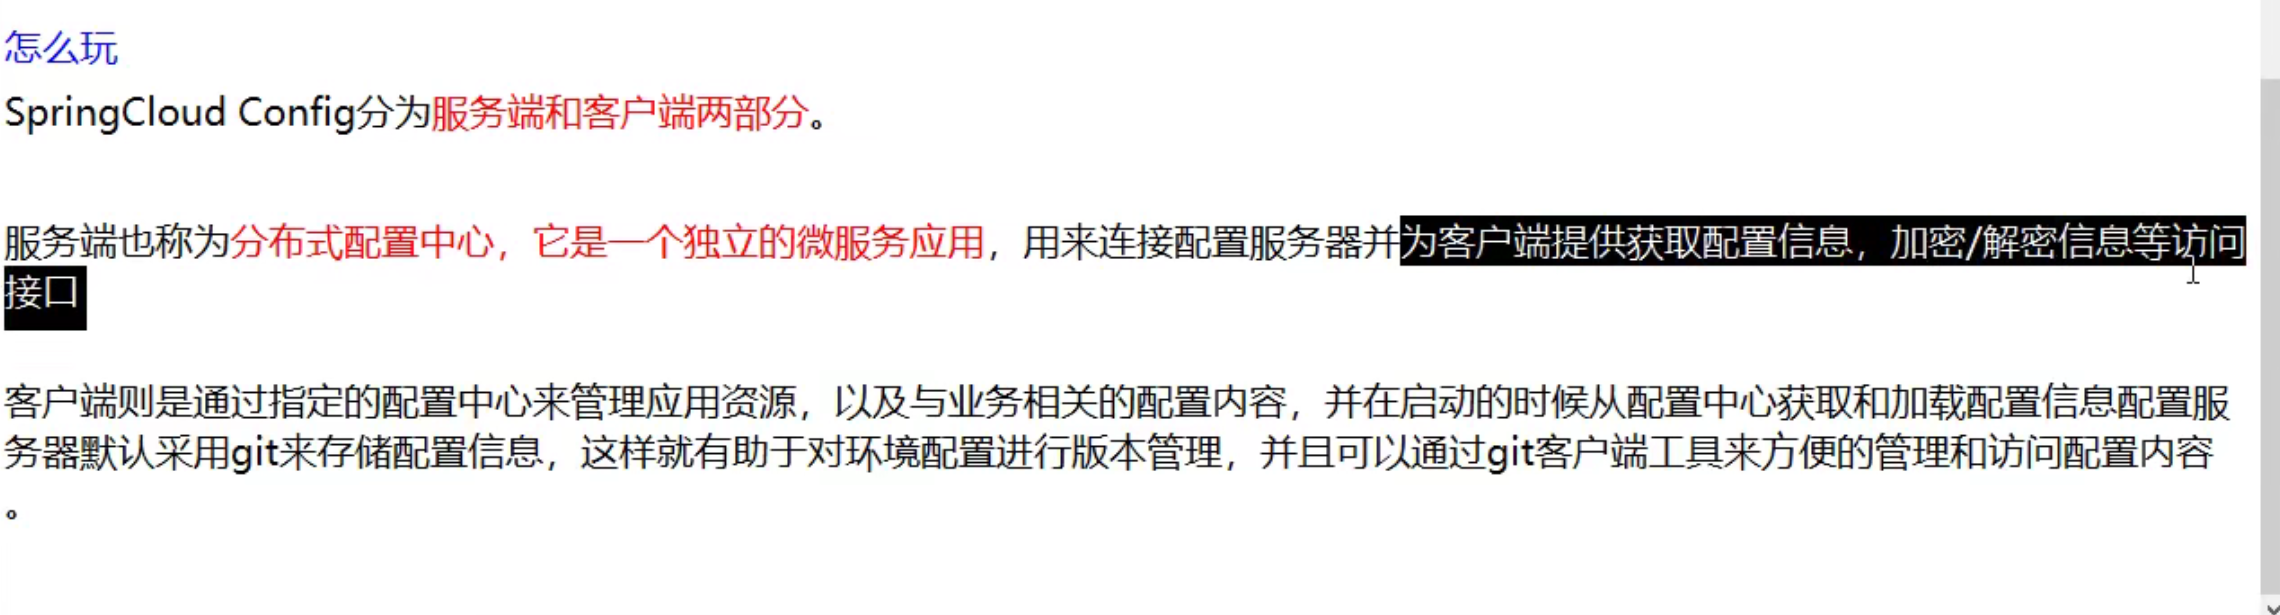 怎么玩
SpringCloud Config分为服务端和客户端两部分。
服务端也称为分布式配置中心，它是一个独立的微服务应用，用来连接配置服务器并为客户端提供获取配置信息，加密/解密信息等访问
接口
客户端则是通过指定的配置中心来管理应用资源，以及与业务相关的配置内容，并在启动的时候从配置中心获取和加载配置信息配置服
务器默认采用git来存储配置信息，这样就有助于对环境配置进行版本管理，并且可以通过git客户端工具来方便的管理和访问配置内容
。